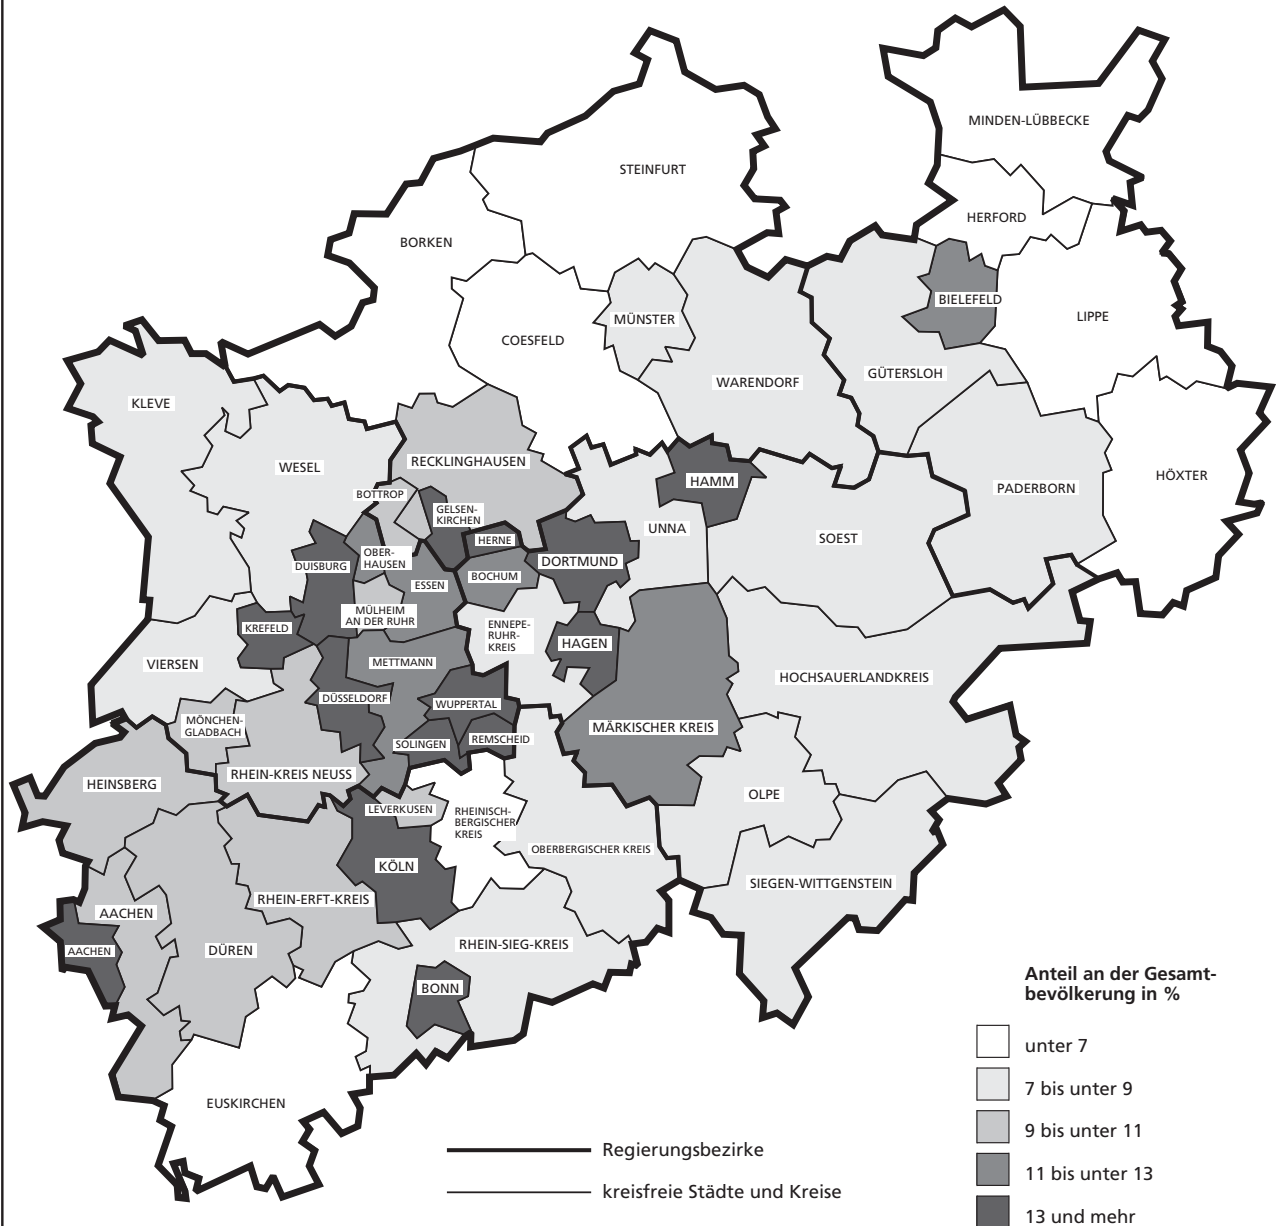 MINDEN-LÜBBECKE
STEINFURT
HERFORD
BORKEN
BIELEFELD
LIPPE
MÜNSTER
COESFELD
GÜTERSLOH
WARENDORF
KLEVE
RECKLINGHAUSEN
WESEL
HÖXTER
HAMM
PADERBORN
BOTTROP
GELSEN-
KIRCHEN
UNNA
SOEST
HERNE
OBER-
HAUSEN
DORTMUND
DUISBURG
BOCHUM
ESSEN
MÜLHEIM
AN DER RUHR
KREFELD
ENNEPE-
RUHR-
KREIS
HAGEN
VIERSEN
METTMANN
HOCHSAUERLANDKREIS
DÜSSELDORF
WUPPERTAL
MÖNCHEN-
GLADBACH
MÄRKISCHER KREIS
SOLINGEN
REMSCHEID
RHEIN-KREIS NEUSS
HEINSBERG
OLPE
LEVERKUSEN
RHEINISCH-
BERGISCHER
KREIS
OBERBERGISCHER KREIS
KÖLN
SIEGEN-WITTGENSTEIN
RHEIN-ERFT-KREIS
AACHEN
RHEIN-SIEG-KREIS
AACHEN
DÜREN
BONN
EUSKIRCHEN
Anteil an der Gesamt-
bevölkerung in %
unter 7
7 bis unter 9
9 bis unter 11
11 bis unter 13
13 und mehr
Regierungsbezirke
kreisfreie Städte und Kreise